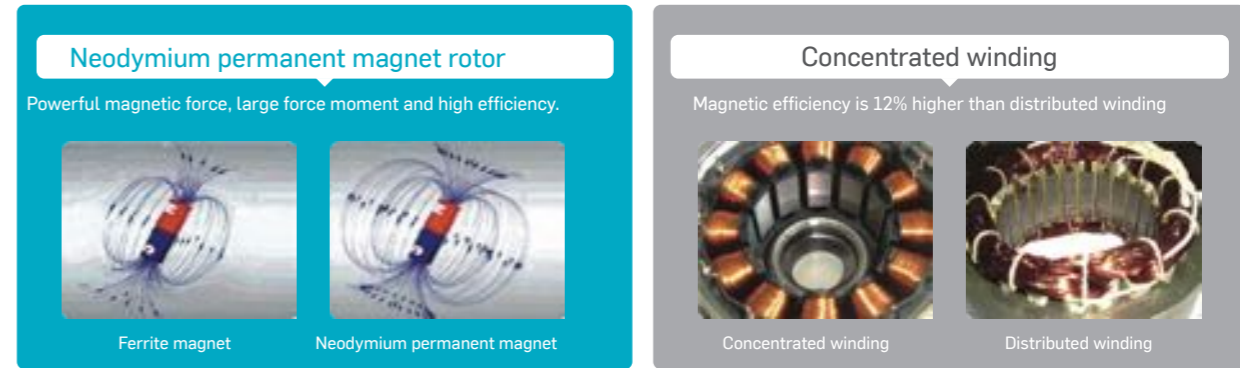 Neodymium permanent magnet rotor
Powerful magnetic force, large force moment and high efficiency.
Ferrite magnet
Neodymium permanent magnet
Concentrated winding
Magnetic efficiency is 12% higher than distributed winding
Concentrated winding
Distributed winding